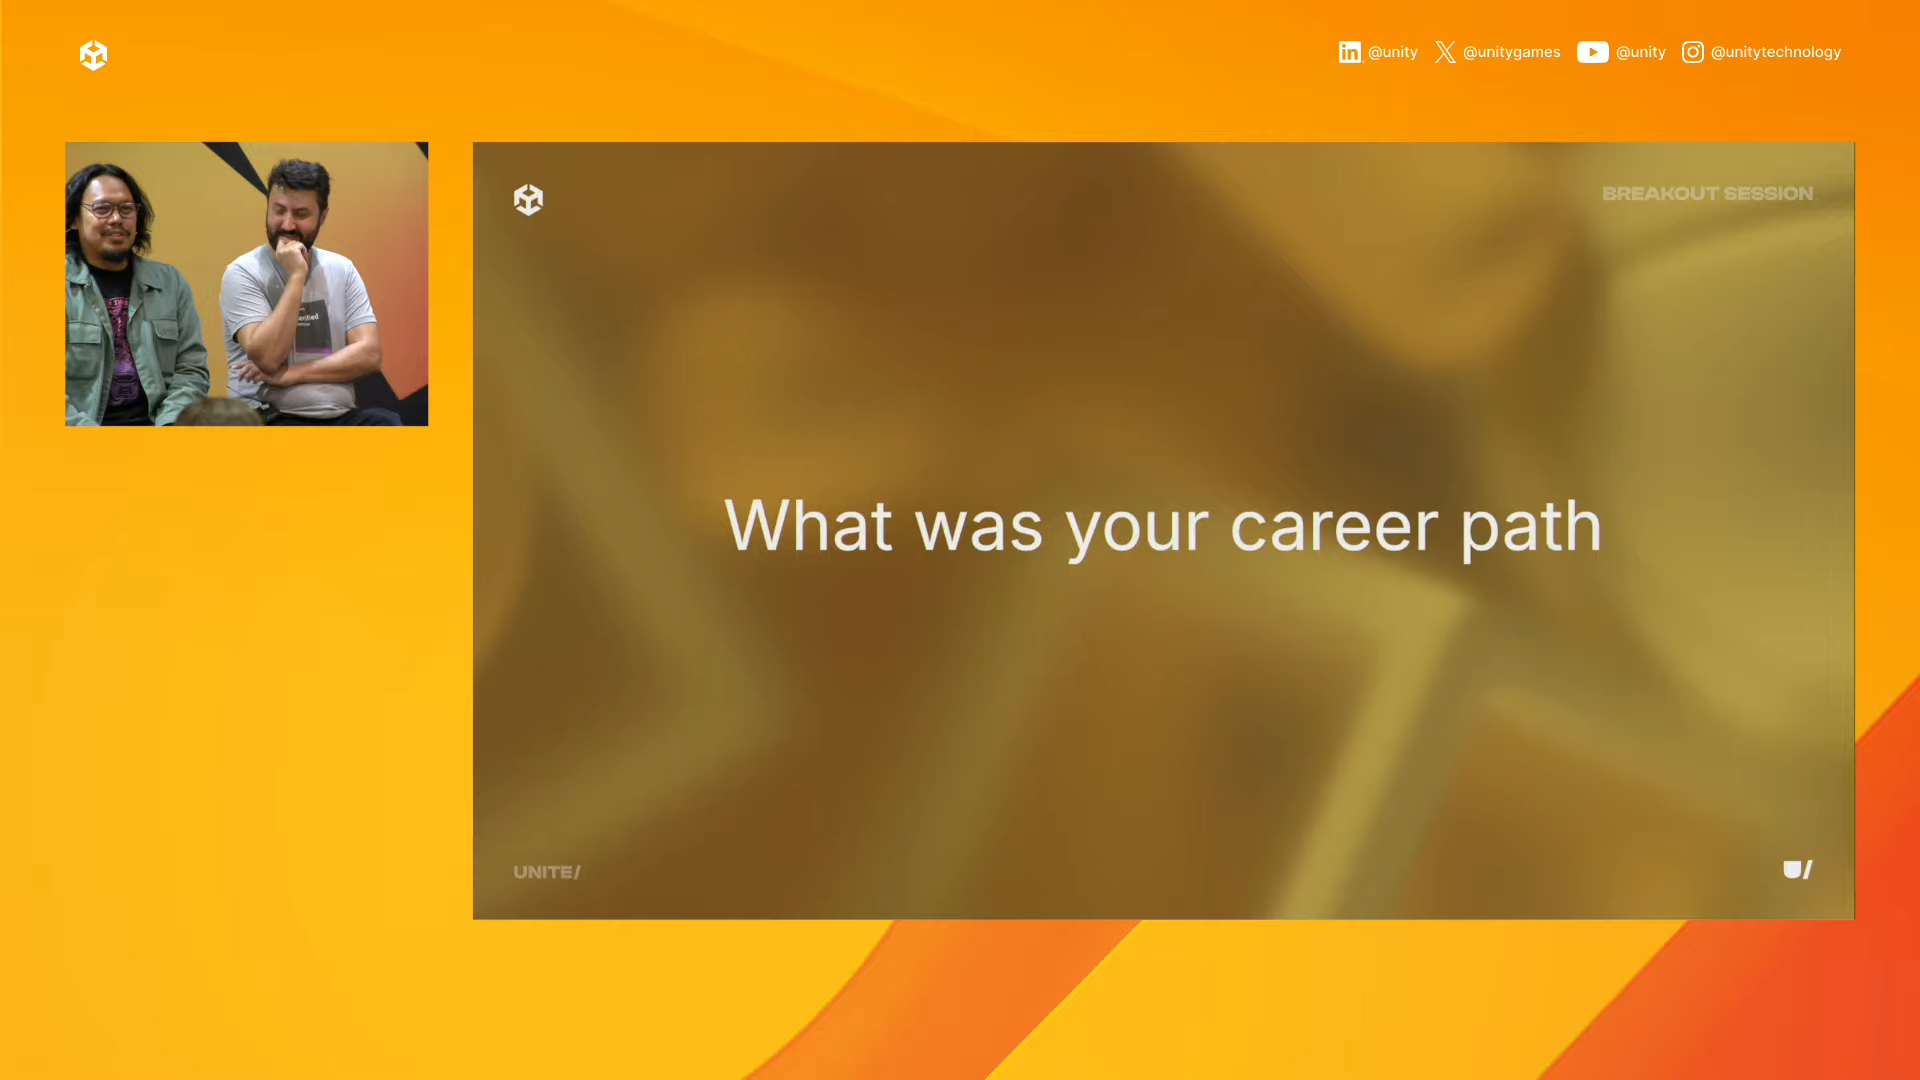 @unity @unitygames @unity @unitytechnology
BREAKOUT SESSION
What was your career path
UNITE/
U/